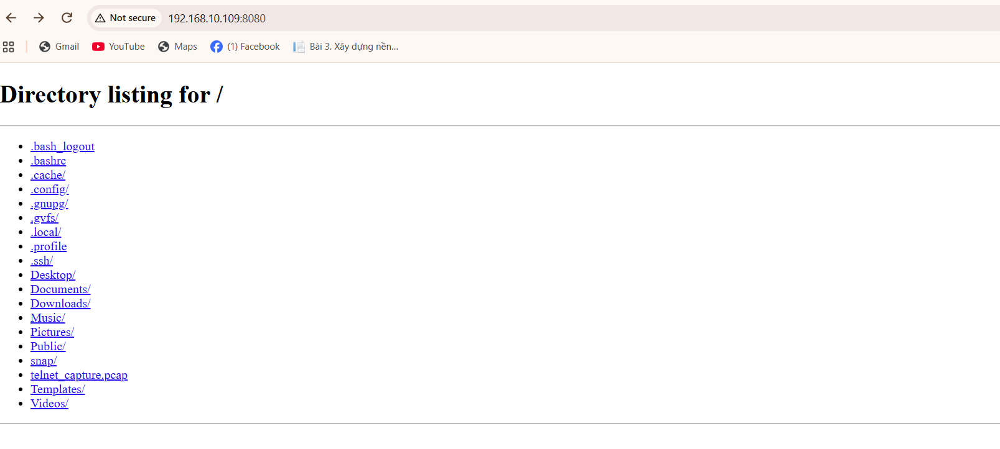 Not secure 192.168.10.109:8080
Gmail YouTube Maps (1) Facebook Bài 3. Xây dựng nền...
Directory listing for /
.bash_logout
.bashrc
.cache/
.config/
.gnupg/
.gvfs/
.local/
.profile
.ssh/
Desktop/
Documents/
Downloads/
Music/
Pictures/
Public/
snap/
telnet_capture.pcap
Templates/
Videos/